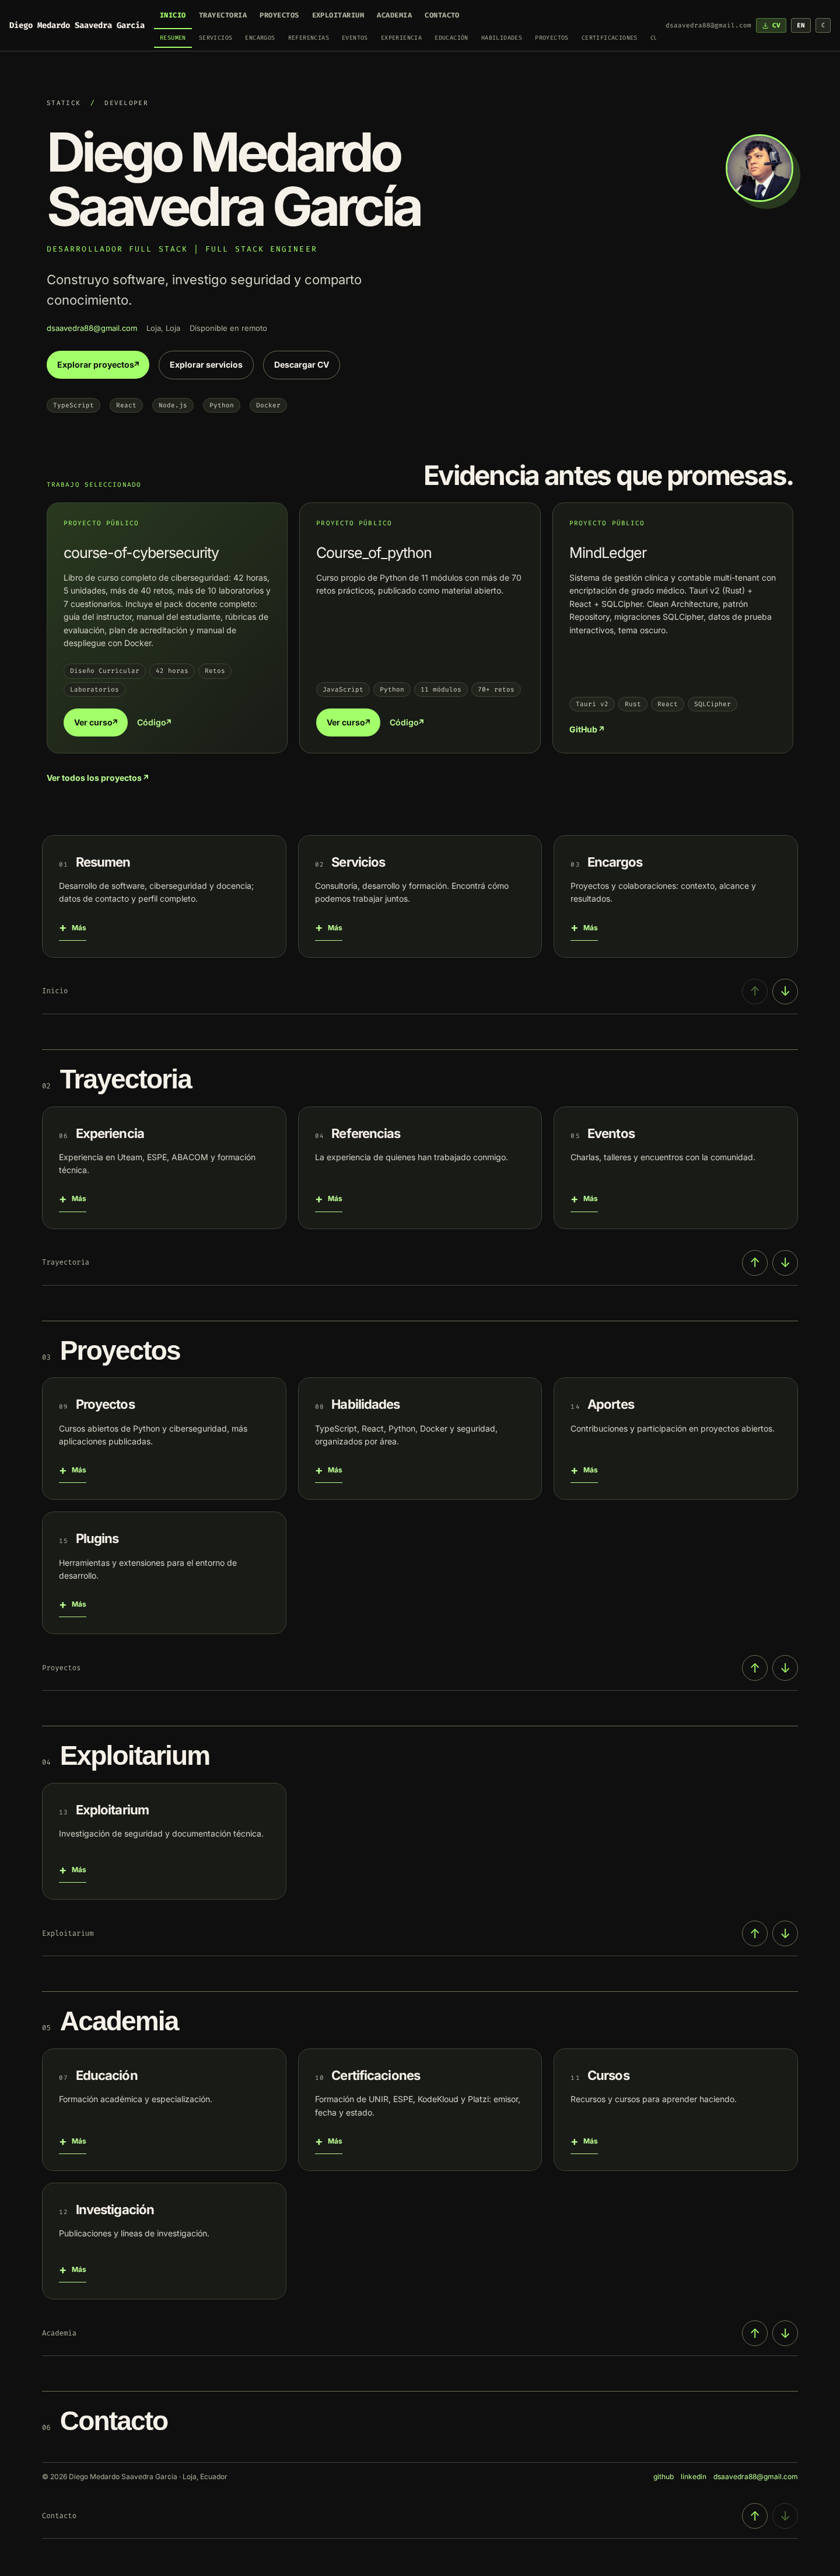 Diego Medardo Saavedra García
INICIO TRAYECTORIA PROYECTOS EXPLOITARIUM ACADEMIA CONTACTO
RESUMEN SERVICIOS ENCARGOS REFERENCIAS EVENTOS EXPERIENCIA EDUCACIÓN HABILIDADES PROYECTOS CERTIFICACIONES
dsaavedra88@gmail.com CV EN C
STATICK / DEVELOPER
Diego Medardo
Saavedra García
DESARROLLADOR FULL STACK | FULL STACK ENGINEER
Construyo software, investigo seguridad y comparto
conocimiento.
dsaavedra88@gmail.com Loja, Loja Disponible en remoto
Explorar proyectos↗ Explorar servicios Descargar CV
TypeScript React Node.js Python Docker
TRABAJO SELECCIONADO
Evidencia antes que promesas.
PROYECTO PÚBLICO
course-of-cybersecurity
Libro de curso completo de ciberseguridad: 42 horas,
5 unidades, más de 40 retos, más de 10 laboratorios y
7 cuestionarios. Incluye el pack docente completo:
guía del instructor, manual del estudiante, rúbricas de
evaluación, plan de acreditación y manual de
despliegue con Docker.
Diseño Curricular 42 horas Retos
Laboratorios
Ver curso↗ Código↗
PROYECTO PÚBLICO
Course_of_python
Curso propio de Python de 11 módulos con más de 70
retos prácticos, publicado como material abierto.
JavaScript Python 11 módulos 70+ retos
Ver curso↗ Código↗
PROYECTO PÚBLICO
MindLedger
Sistema de gestión clínica y contable multi-tenant con
encriptación de grado médico. Tauri v2 (Rust) +
React + SQLCipher. Clean Architecture, patrón
Repository, migraciones SQLCipher, datos de prueba
interactivos, tema oscuro.
Tauri v2 Rust React SQLCipher
GitHub↗
Ver todos los proyectos↗
01 Resumen
Desarrollo de software, ciberseguridad y docencia;
datos de contacto y perfil completo.
+ Más
02 Servicios
Consultoría, desarrollo y formación. Encontrá cómo
podemos trabajar juntos.
+ Más
03 Encargos
Proyectos y colaboraciones: contexto, alcance y
resultados.
+ Más
Inicio ↑ ↓
02 Trayectoria
06 Experiencia
Experiencia en Uteam, ESPE, ABACOM y formación
técnica.
+ Más
04 Referencias
La experiencia de quienes han trabajado conmigo.
+ Más
05 Eventos
Charlas, talleres y encuentros con la comunidad.
+ Más
Trayectoria ↑ ↓
03 Proyectos
09 Proyectos
Cursos abiertos de Python y ciberseguridad, más
aplicaciones publicadas.
+ Más
08 Habilidades
TypeScript, React, Python, Docker y seguridad,
organizados por área.
+ Más
14 Aportes
Contribuciones y participación en proyectos abiertos.
+ Más
15 Plugins
Herramientas y extensiones para el entorno de
desarrollo.
+ Más
Proyectos ↑ ↓
04 Exploitarium
13 Exploitarium
Investigación de seguridad y documentación técnica.
+ Más
Exploitarium ↑ ↓
05 Academia
07 Educación
Formación académica y especialización.
+ Más
10 Certificaciones
Formación de UNIR, ESPE, KodeKloud y Platzi: emisor,
fecha y estado.
+ Más
11 Cursos
Recursos y cursos para aprender haciendo.
+ Más
12 Investigación
Publicaciones y líneas de investigación.
+ Más
Academia ↑ ↓
06 Contacto
© 2026 Diego Medardo Saavedra García · Loja, Ecuador
github linkedin dsaavedra88@gmail.com
Contacto ↑ ↓